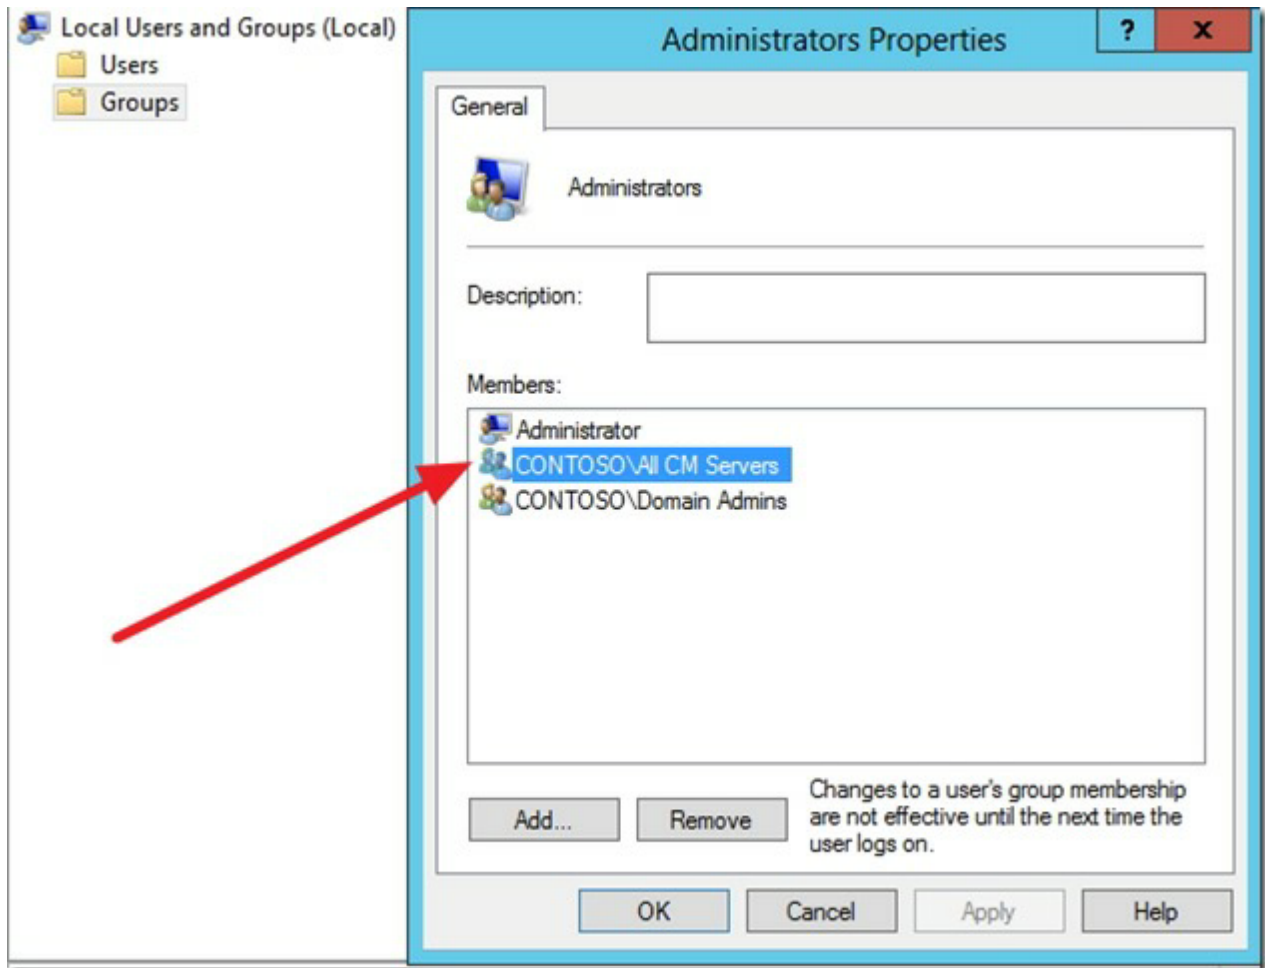 Local Users and Groups (Local)
Users
Groups
Administrators Properties
?
x
General
Administrators
Description:
Members:
Administrator
CONTOSO\All CM Servers
CONTOSO\Domain Admins
Add...
Remove
Changes to a user's group membership
are not effective until the next time the
user logs on.
OK
Cancel
Apply
Help